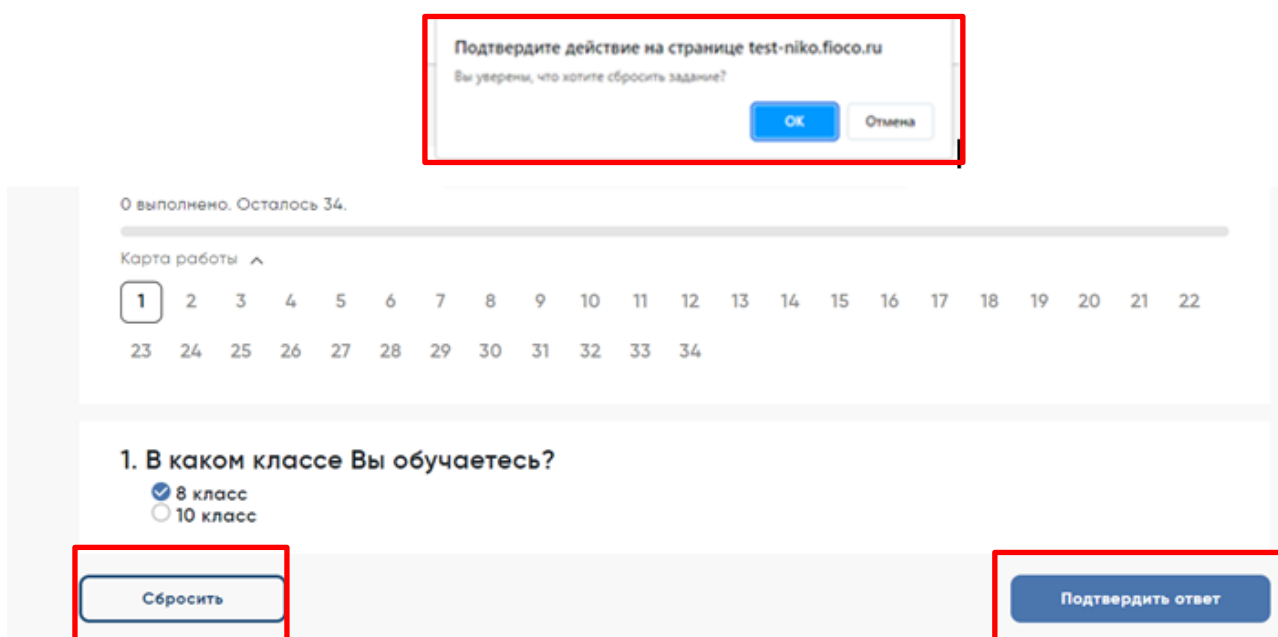 Подтвердите действие на странице test-niko.fioco.ru
Вы уверены, что хотите сбросить задание?
ОК Отмена
0 выполнено. Осталось 34.
Карта работы
1 2 3 4 5 6 7 8 9 10 11 12 13 14 15 16 17 18 19 20 21 22
23 24 25 26 27 28 29 30 31 32 33 34
1. В каком классе Вы обучаетесь?
8 класс
10 класс
Сбросить Подтвердить ответ